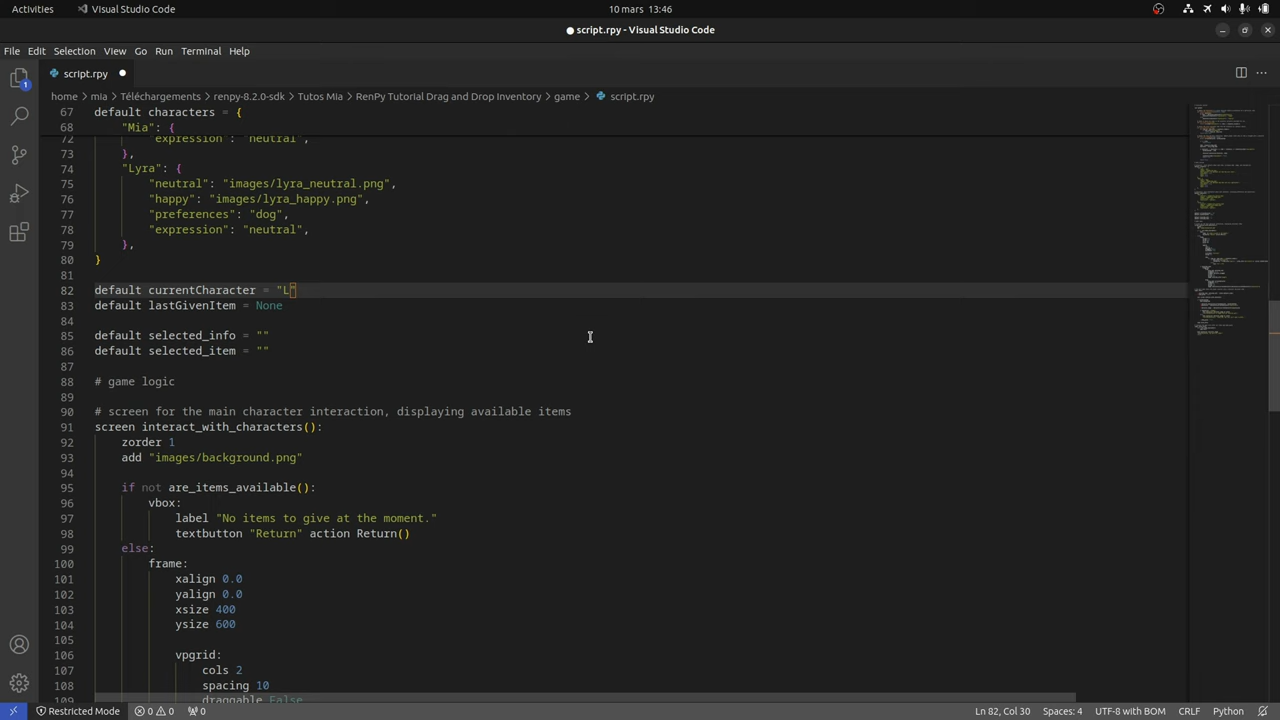 Activities
Visual Studio Code
10 mars 13:46
● script.rpy - Visual Studio Code
File Edit Selection View Go Run Terminal Help
script.rpy
home > mia > Téléchargements > renpy-8.2.0-sdk > Tutos MIa > RenPy Tutorial Drag and Drop Inventory > game > script.rpy
67 default characters = {
68 "Mia": {
72 "expression": "neutral",
73 },
74 "Lyra": {
75 "neutral": "images/lyra_neutral.png",
76 "happy": "images/lyra_happy.png",
77 "preferences": "dog",
78 "expression": "neutral",
79 },
80 }
81
82 default currentCharacter = "L"
83 default lastGivenItem = None
84
85 default selected_info = ""
86 default selected_item = ""
87
88 # game logic
89
90 # screen for the main character interaction, displaying available items
91 screen interact_with_characters():
92 zorder 1
93 add "images/background.png"
94
95 if not are_items_available():
96 vbox:
97 label "No items to give at the moment."
98 textbutton "Return" action Return()
99 else:
100 frame:
101 xalign 0.0
102 yalign 0.0
103 xsize 400
104 ysize 600
105
106 vpgrid:
107 cols 2
108 spacing 10
109 draggable False
Restricted Mode 0 0 0 Ln 82, Col 30 Spaces: 4 UTF-8 with BOM CRLF Python